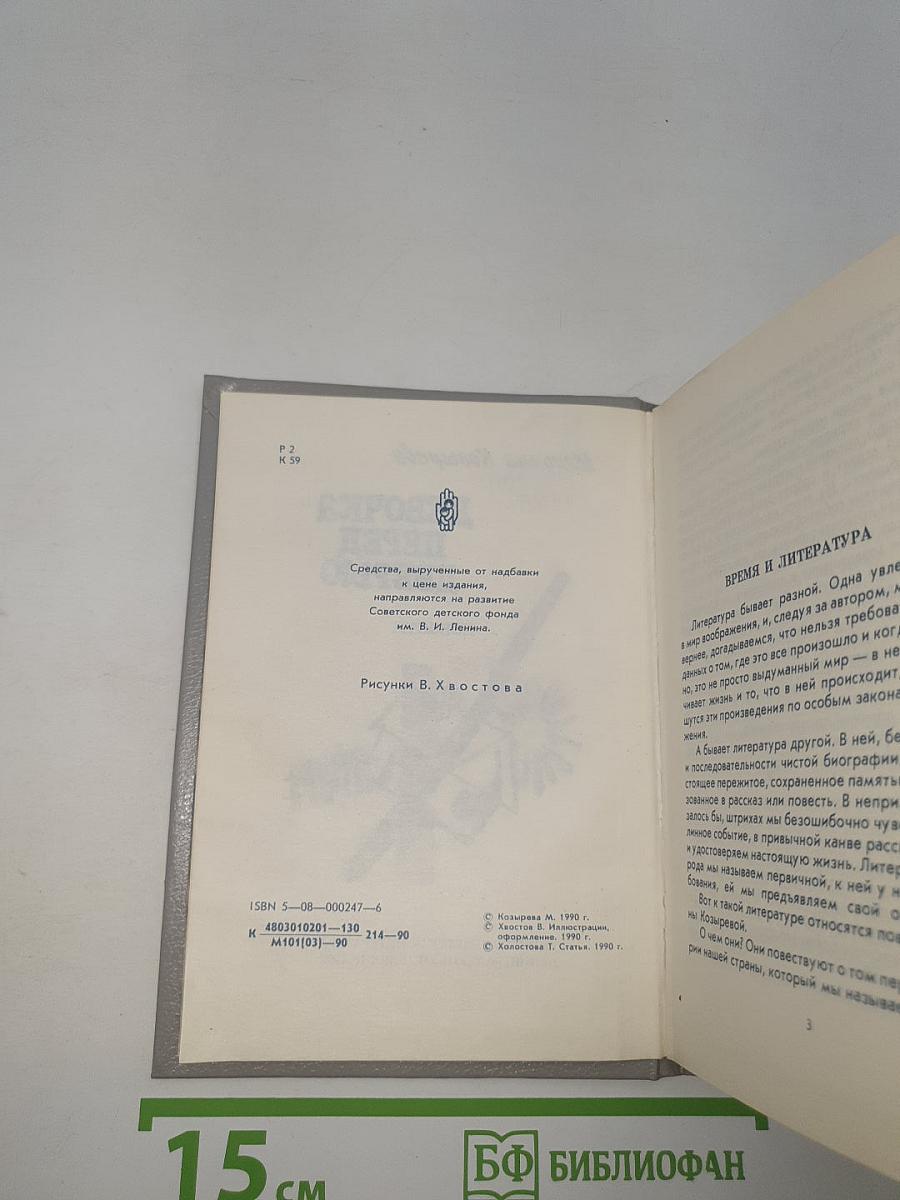 Р 2
К 59
Средства, вырученные от надбавки
к цене издания,
направляются на развитие
Советского детского фонда
им. В. И. Ленина.
Рисунки В. Хвостова
ISBN 5—08—000247—6
К 4803010201—130 214—90
М101(03)—90
© Козырева М. 1990 г.
© Хвостов В. Иллюстрации,
оформление. 1990 г.
© Холостова Т. Статья. 1990 г.
ВРЕМЯ И ЛИТЕРАТУРА
Литература бывает разной. Одна увле
в мир воображения, и, следуя за автором, м
вернее, догадываемся, что нельзя требова
данных о том, где это все произошло и ког
но, это не просто выдуманный мир — в не
чивает жизнь и то, что в ней происходит,
шутся эти произведения по особым закона
жения.
А бывает литература другой. В ней, бе
и последовательности чистой биографии
стоящее пережитое, сохраненное память
зованное в рассказ или повесть. В непри
залось бы, штрихах мы безошибочно чув
линное событие, в привычной канве расс
и удостоверяем настоящую жизнь. Литер
рода мы называем первичной, к ней у н
бования, ей мы предъявляем свой о
Вот к такой литературе относятся пов
ны Козыревой.
О чем они? Они повествуют о том пер
рии нашей страны, который мы называе
3
15 см
БФ БИБЛИОФАН